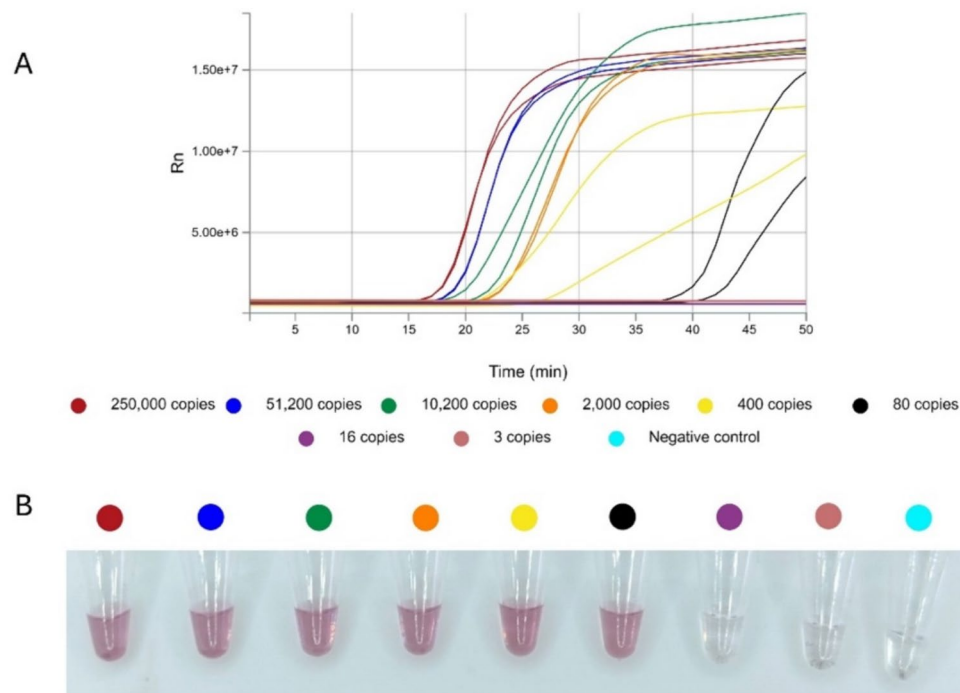 A
1.50e+7
1.00e+7
Rn
5.00e+6
5 10 15 20 25 30 35 40 45 50
Time (min)
250,000 copies 51,200 copies 10,200 copies 2,000 copies 400 copies 80 copies
16 copies 3 copies Negative control
B